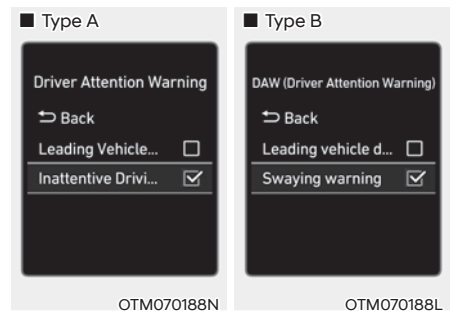 ■ Type A
Driver Attention Warning
Back
Leading Vehicle...
Inattentive Drivi...
OTM070188N
■ Type B
DAW (Driver Attention Warning)
Back
Leading vehicle d...
Swaying warning
OTM070188L